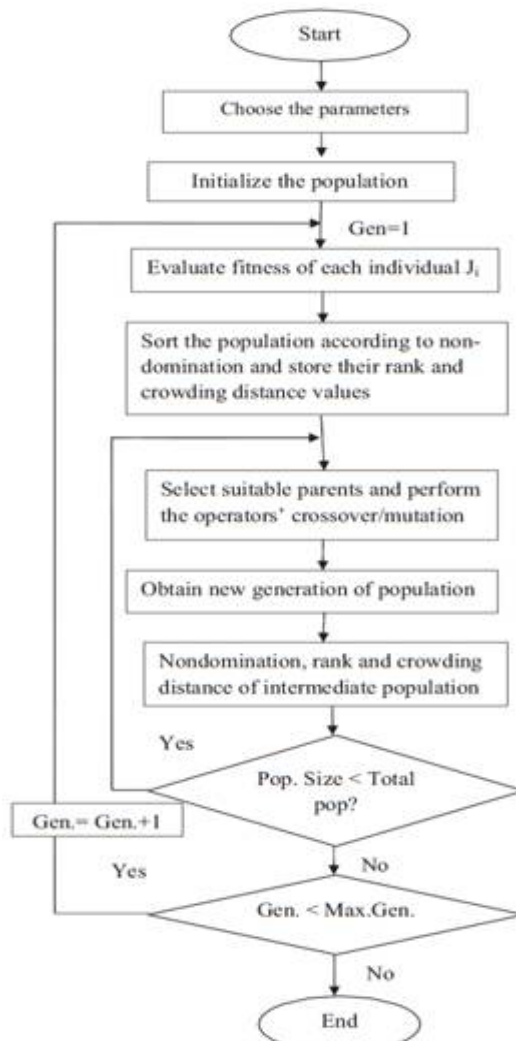 Start
Choose the parameters
Initialize the population
Gen=1
Evaluate fitness of each individual Jᵢ
Sort the population according to non-
domination and store their rank and
crowding distance values
Select suitable parents and perform
the operators’ crossover/mutation
Obtain new generation of population
Nondomination, rank and crowding
distance of intermediate population
Yes
Pop. Size < Total
pop?
Gen.= Gen.+1
No
Yes
Gen. < Max.Gen.
No
End